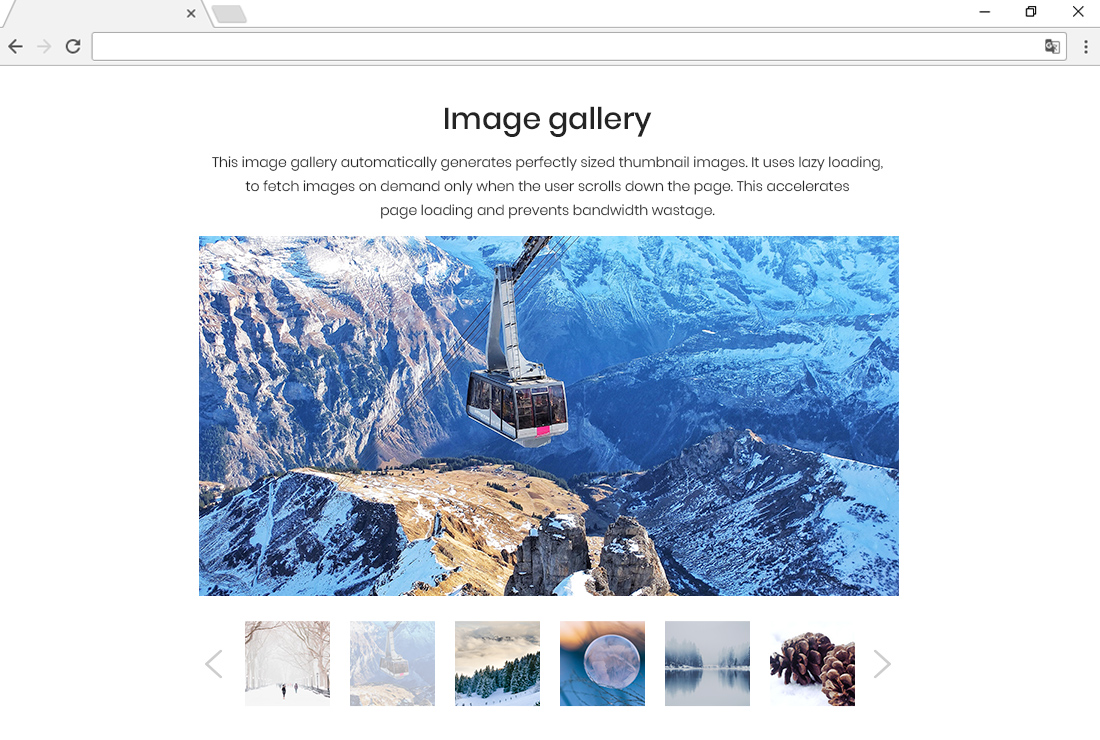 Image gallery
This image gallery automatically generates perfectly sized thumbnail images. It uses lazy loading,
to fetch images on demand only when the user scrolls down the page. This accelerates
page loading and prevents bandwidth wastage.